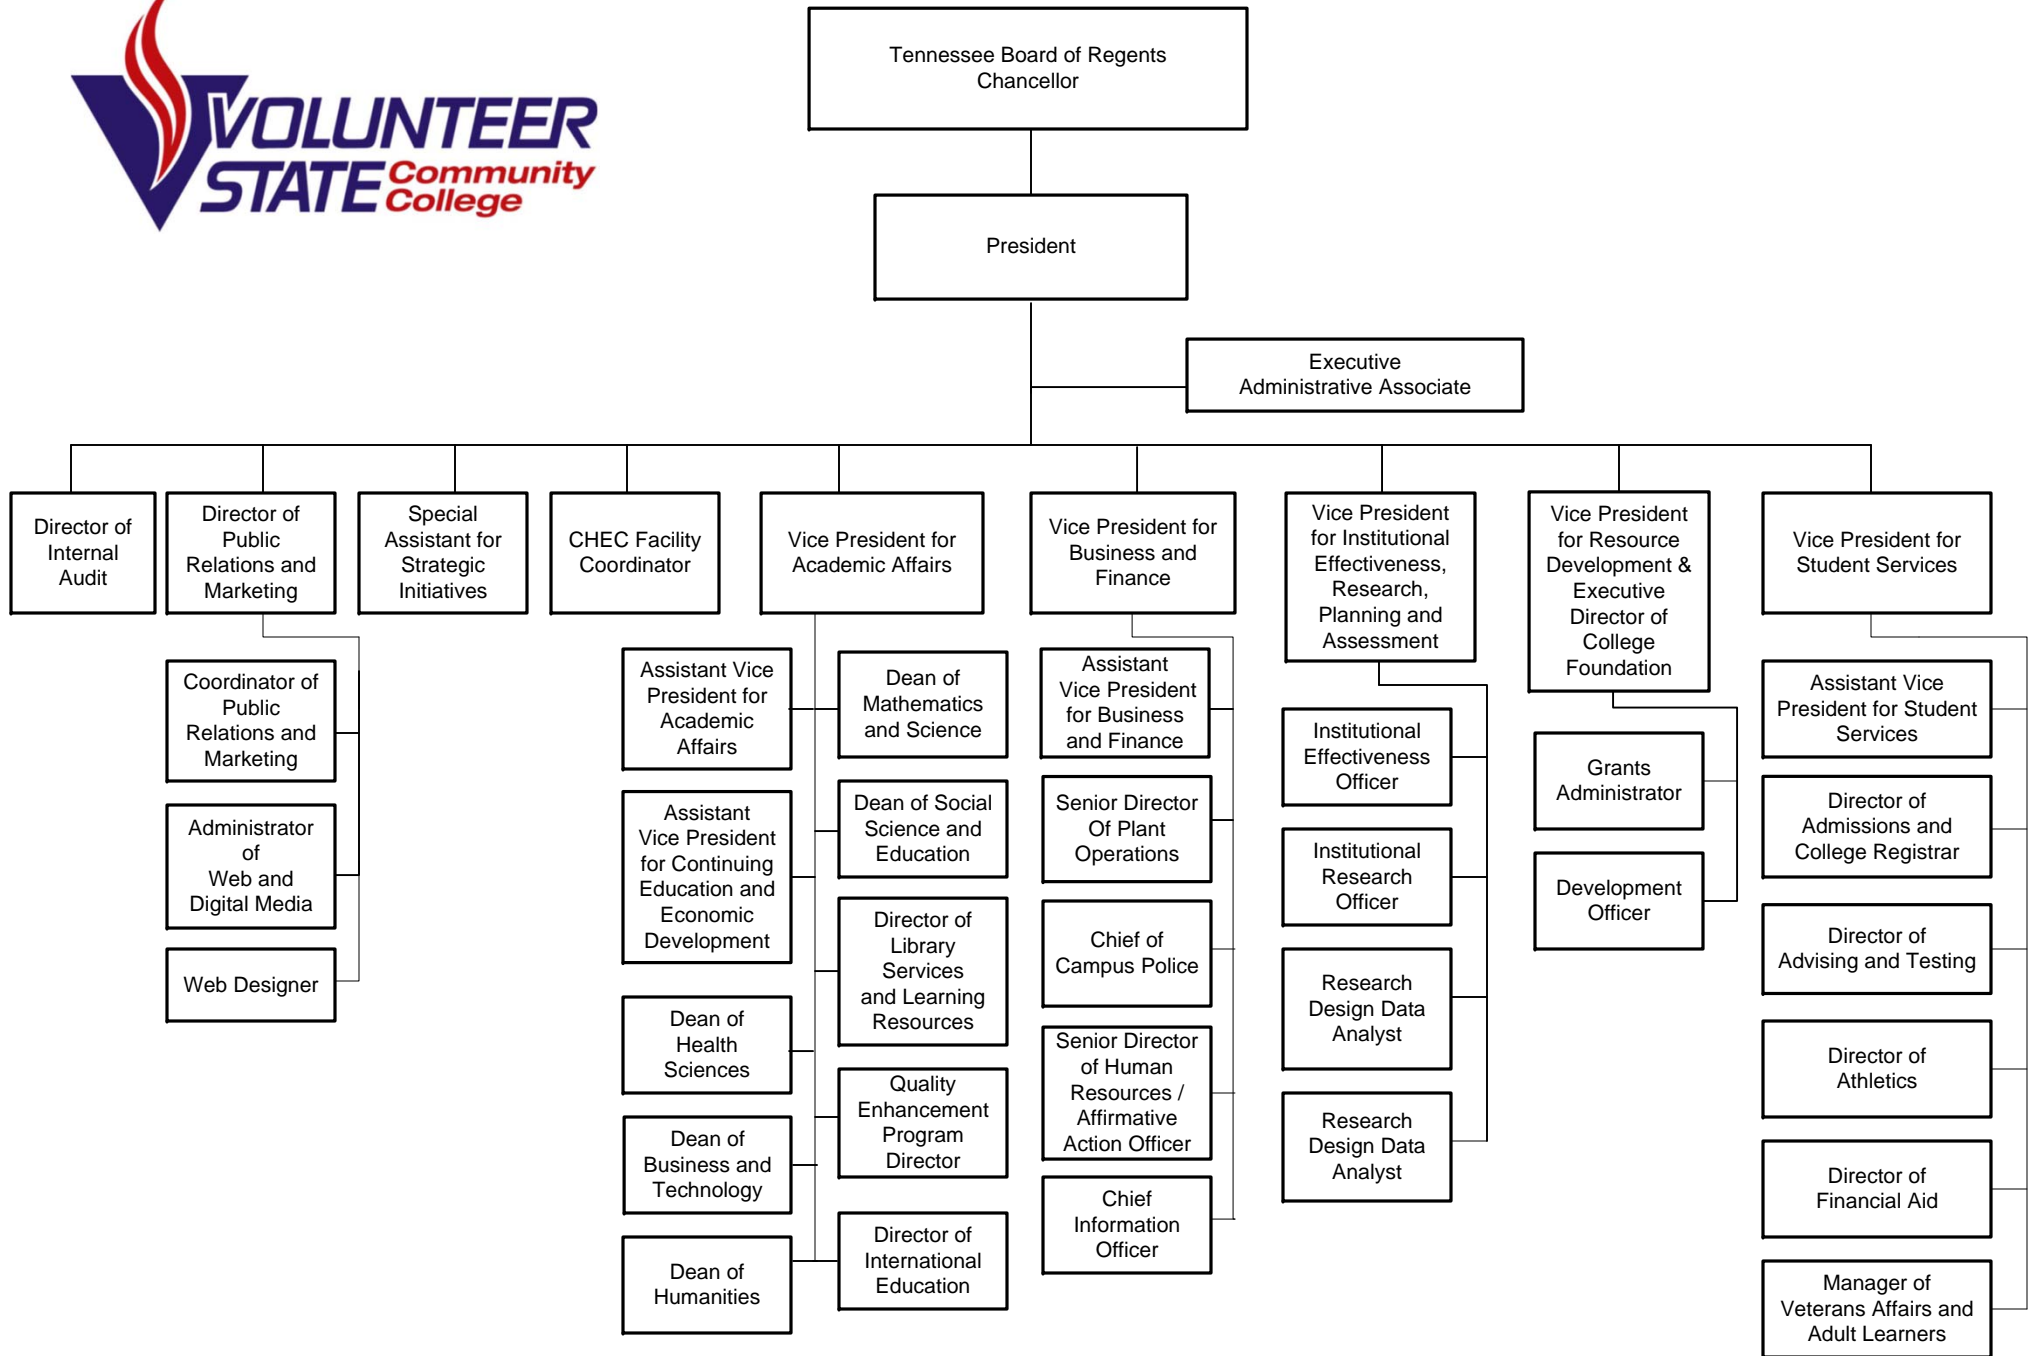 VOLUNTEER
STATE Community
College
Tennessee Board of Regents
Chancellor
President
Executive
Administrative Associate
Director of
Internal
Audit
Director of
Public
Relations and
Marketing
Special
Assistant for
Strategic
Initiatives
CHEC Facility
Coordinator
Vice President for
Academic Affairs
Vice President for
Business and
Finance
Vice President
for Institutional
Effectiveness,
Research,
Planning and
Assessment
Vice President
for Resource
Development &
Executive
Director of
College
Foundation
Vice President for
Student Services
Coordinator of
Public
Relations and
Marketing
Administrator
of
Web and
Digital Media
Web Designer
Assistant Vice
President for
Academic
Affairs
Assistant
Vice President
for Continuing
Education and
Economic
Development
Dean of
Health
Sciences
Dean of
Business and
Technology
Dean of
Humanities
Dean of
Mathematics
and Science
Dean of Social
Science and
Education
Director of
Library
Services
and Learning
Resources
Quality
Enhancement
Program
Director
Director of
International
Education
Assistant
Vice President
for Business
and Finance
Senior Director
Of Plant
Operations
Chief of
Campus Police
Senior Director
of Human
Resources /
Affirmative
Action Officer
Chief
Information
Officer
Institutional
Effectiveness
Officer
Institutional
Research
Officer
Research
Design Data
Analyst
Research
Design Data
Analyst
Grants
Administrator
Development
Officer
Assistant Vice
President for Student
Services
Director of
Admissions and
College Registrar
Director of
Advising and Testing
Director of
Athletics
Director of
Financial Aid
Manager of
Veterans Affairs and
Adult Learners